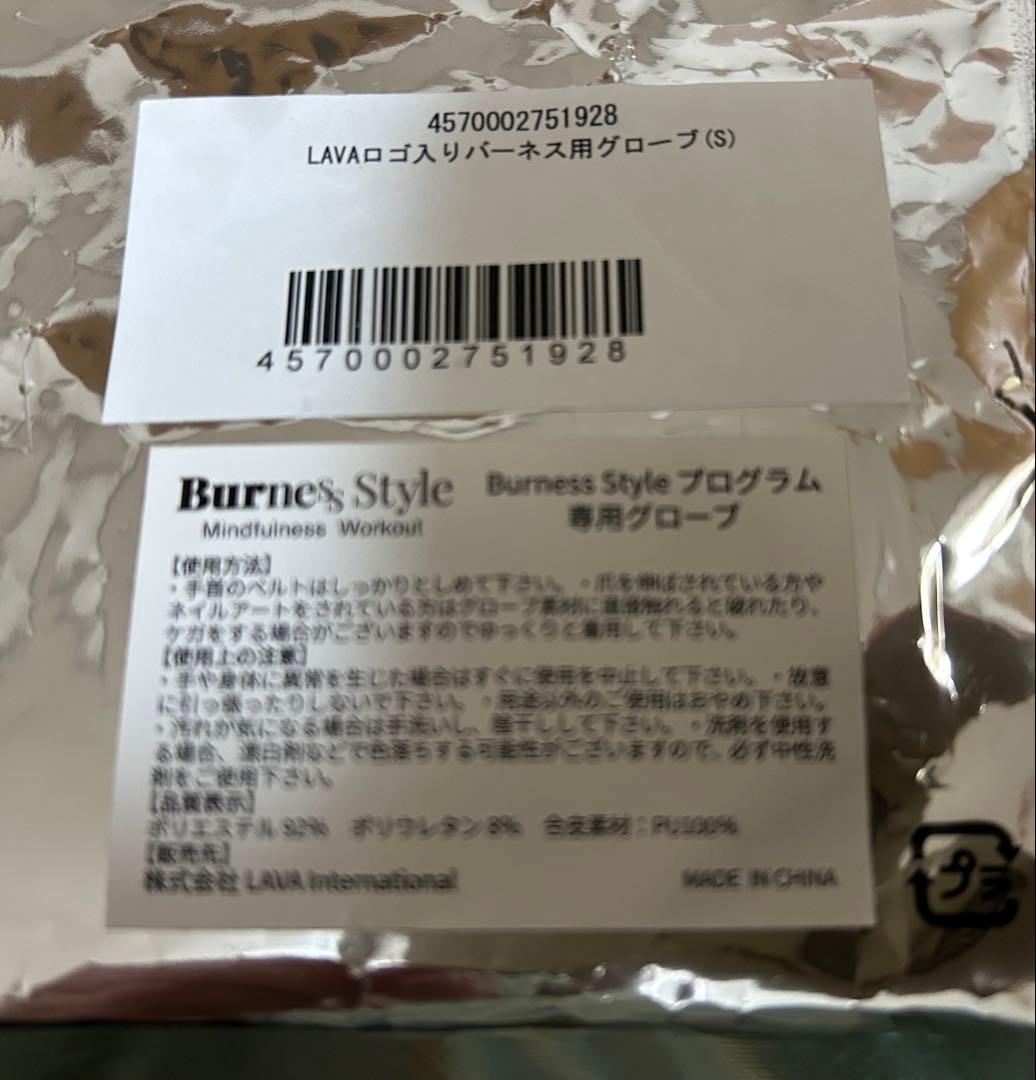 4570002751928
LAVAロゴ入りバーネス用グローブ(S)
4570002751928
Burness Style
Mindfulness Workout
Burness Style プログラム
専用グローブ
【使用方法】
・手首のベルトはしっかりとしめて下さい。・爪を伸ばされている方や
ネイルアートをされている方はグローブ素材に直接触れると破れたり、
ケガをする場合がございますのでゆっくりと着用して下さい。
【使用上の注意】
・手や身体に異常を生じた場合はすぐに使用を中止して下さい。・故意
に引っ張ったりしないで下さい。・用途以外のご使用はおやめ下さい。
・汚れが気になる場合は手洗いし、陰干しして下さい。・洗剤を使用す
る場合、漂白剤などで色落ちする可能性がございますので、必ず中性洗
剤をご使用下さい。
【品質表示】
ポリエステル 92% ポリウレタン 8% 合皮素材：PU100%
【販売先】
株式会社 LAVA International
MADE IN CHINA
プラ